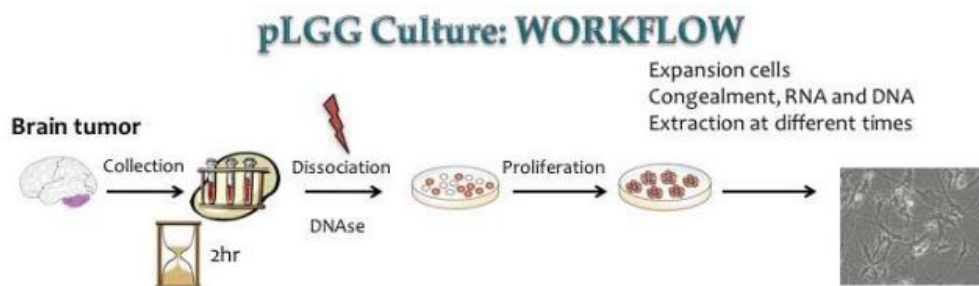 pLGG Culture: WORKFLOW
Expansion cells
Congealment, RNA and DNA
Extraction at different times
Brain tumor
Collection
Dissociation
Proliferation
DNAse
2hr